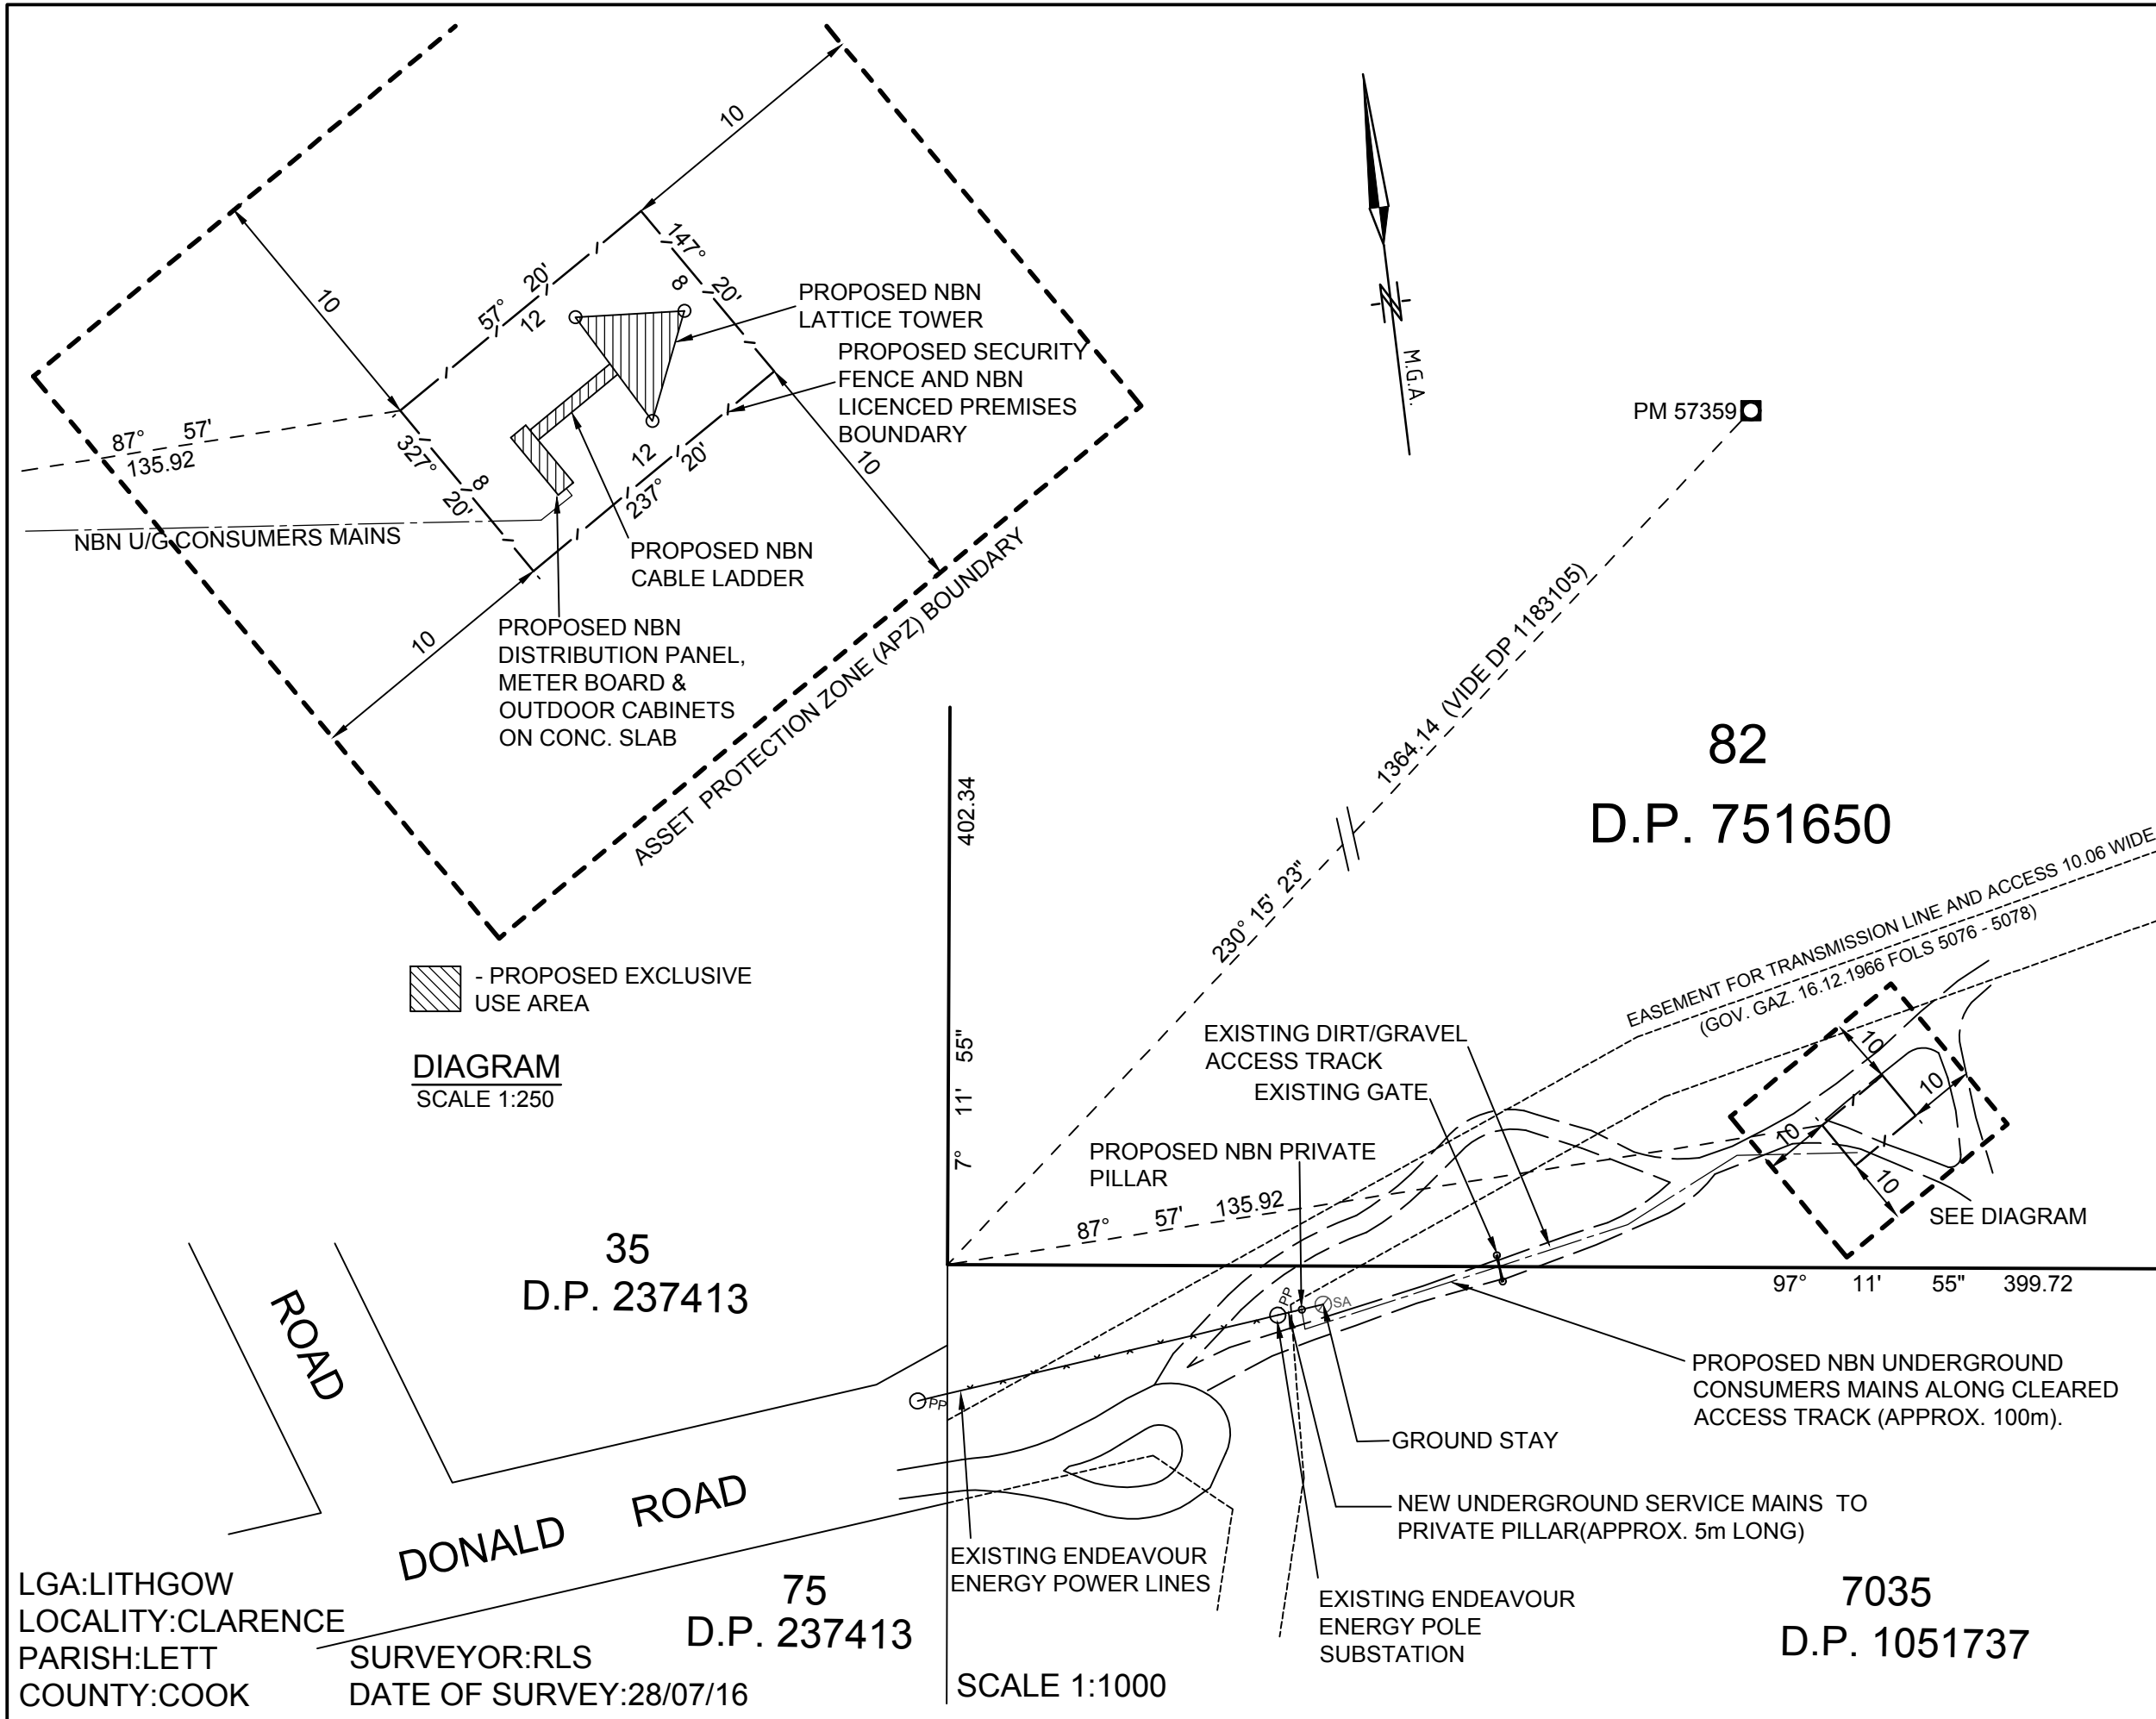 10
10
147°
20'
8
57°
20'
12
PROPOSED NBN
LATTICE TOWER
PROPOSED SECURITY
FENCE AND NBN
LICENCED PREMISES
BOUNDARY
87° 57'
135.92
327°
20'
8
12
237°
20'
10
NBN U/G CONSUMERS MAINS
PROPOSED NBN
CABLE LADDER
10
PROPOSED NBN
DISTRIBUTION PANEL,
METER BOARD &
OUTDOOR CABINETS
ON CONC. SLAB
ASSET PROTECTION ZONE (APZ) BOUNDARY
- PROPOSED EXCLUSIVE
USE AREA
DIAGRAM
SCALE 1:250
N
M.G.A.
PM 57359
1364.14 (VIDE DP 1183105)
230° 15' 23"
82
D.P. 751650
402.34
7° 11' 55"
EASEMENT FOR TRANSMISSION LINE AND ACCESS 10.06 WIDE
(GOV. GAZ. 16.12.1966 FOLS 5076 - 5078)
EXISTING DIRT/GRAVEL
ACCESS TRACK
EXISTING GATE
PROPOSED NBN PRIVATE
PILLAR
87° 57' 135.92
10
10
10
10
SEE DIAGRAM
97° 11' 55" 399.72
35
D.P. 237413
ROAD
PP
SA
PP
PROPOSED NBN UNDERGROUND
CONSUMERS MAINS ALONG CLEARED
ACCESS TRACK (APPROX. 100m).
GROUND STAY
NEW UNDERGROUND SERVICE MAINS TO
PRIVATE PILLAR(APPROX. 5m LONG)
DONALD ROAD
EXISTING ENDEAVOUR
ENERGY POWER LINES
EXISTING ENDEAVOUR
ENERGY POLE
SUBSTATION
75
D.P. 237413
7035
D.P. 1051737
LGA:LITHGOW
LOCALITY:CLARENCE
PARISH:LETT
COUNTY:COOK
SURVEYOR:RLS
DATE OF SURVEY:28/07/16
SCALE 1:1000